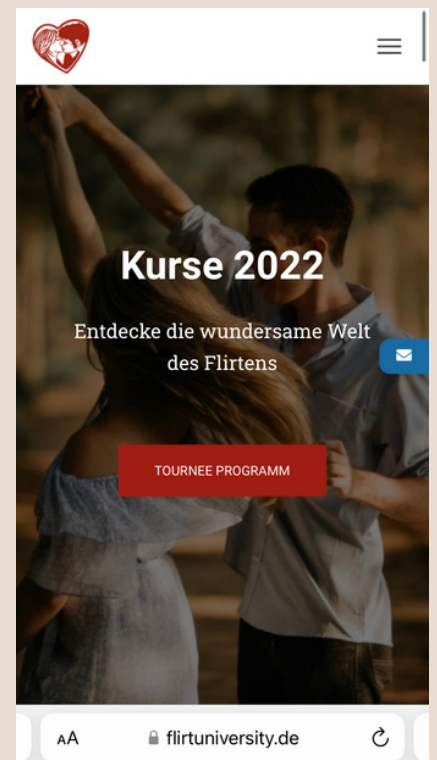 Kurse 2022
Entdecke die wundersame Welt
des Flirtens
TOURNEE PROGRAMM
AA
flirtuniversity.de